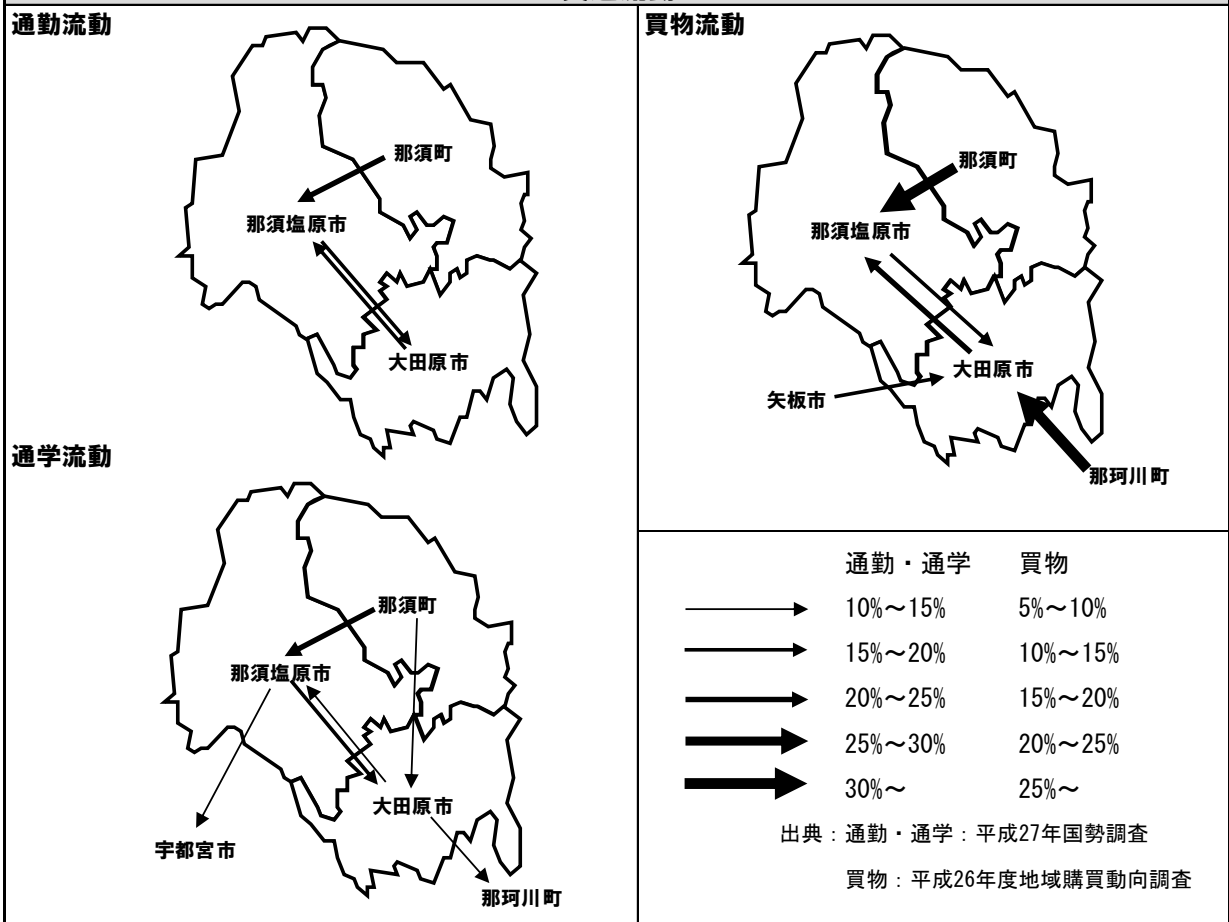 通勤流動
那須町
那須塩原市
大田原市
通学流動
那須町
那須塩原市
大田原市
宇都宮市
那珂川町
買物流動
那須町
那須塩原市
大田原市
矢板市
那珂川町
通勤・通学 買物
10%～15% 5%～10%
15%～20% 10%～15%
20%～25% 15%～20%
25%～30% 20%～25%
30%～ 25%～
出典：通勤・通学：平成27年国勢調査
買物：平成26年度地域購買動向調査